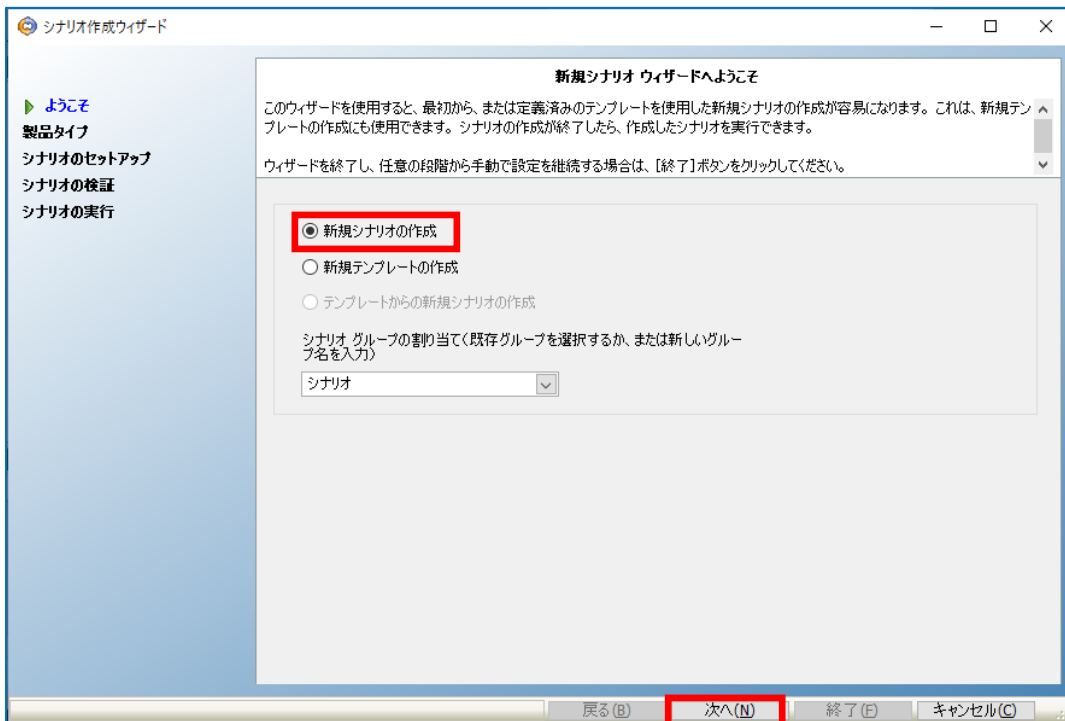 シナリオ作成ウィザード
ようこそ
製品タイプ
シナリオのセットアップ
シナリオの検証
シナリオの実行
新規シナリオ ウィザードへようこそ
このウィザードを使用すると、最初から、または定義済みのテンプレートを使用した新規シナリオの作成が容易になります。これは、新規テン
プレートの作成にも使用できます。シナリオの作成が終了したら、作成したシナリオを実行できます。
ウィザードを終了し、任意の段階から手動で設定を継続する場合は、[終了]ボタンをクリックしてください。
新規シナリオの作成
新規テンプレートの作成
テンプレートからの新規シナリオの作成
シナリオ グループの割り当て(既存グループを選択するか、または新しいグルー
プ名を入力)
シナリオ
戻る(B) 次へ(N) 終了(F) キャンセル(C)